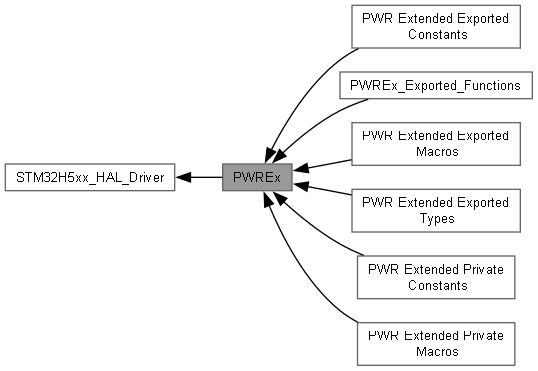 PWR Extended Exported
Constants
PWREx_Exported_Functions
PWR Extended Exported
Macros
STM32H5xx_HAL_Driver
PWREx
PWR Extended Exported
Types
PWR Extended Private
Constants
PWR Extended Private
Macros